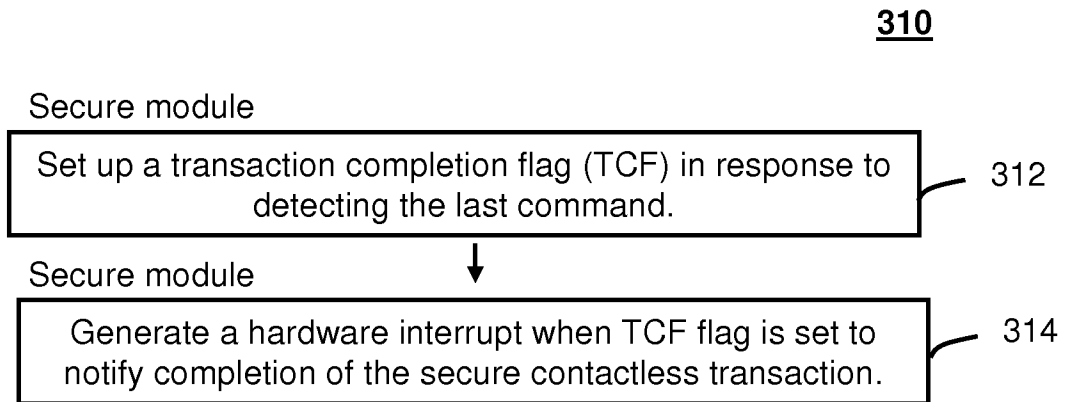 310
Secure module
Set up a transaction completion flag (TCF) in response to
detecting the last command.
312
Secure module
Generate a hardware interrupt when TCF flag is set to
notify completion of the secure contactless transaction.
314